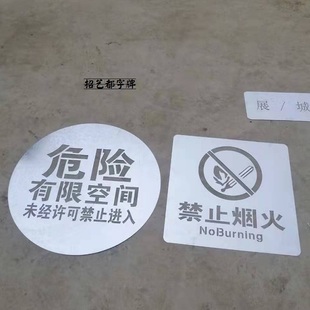 招艺都字牌
展 / 城
危险
有限空间
未经许可禁止进入
禁止烟火
NoBurning